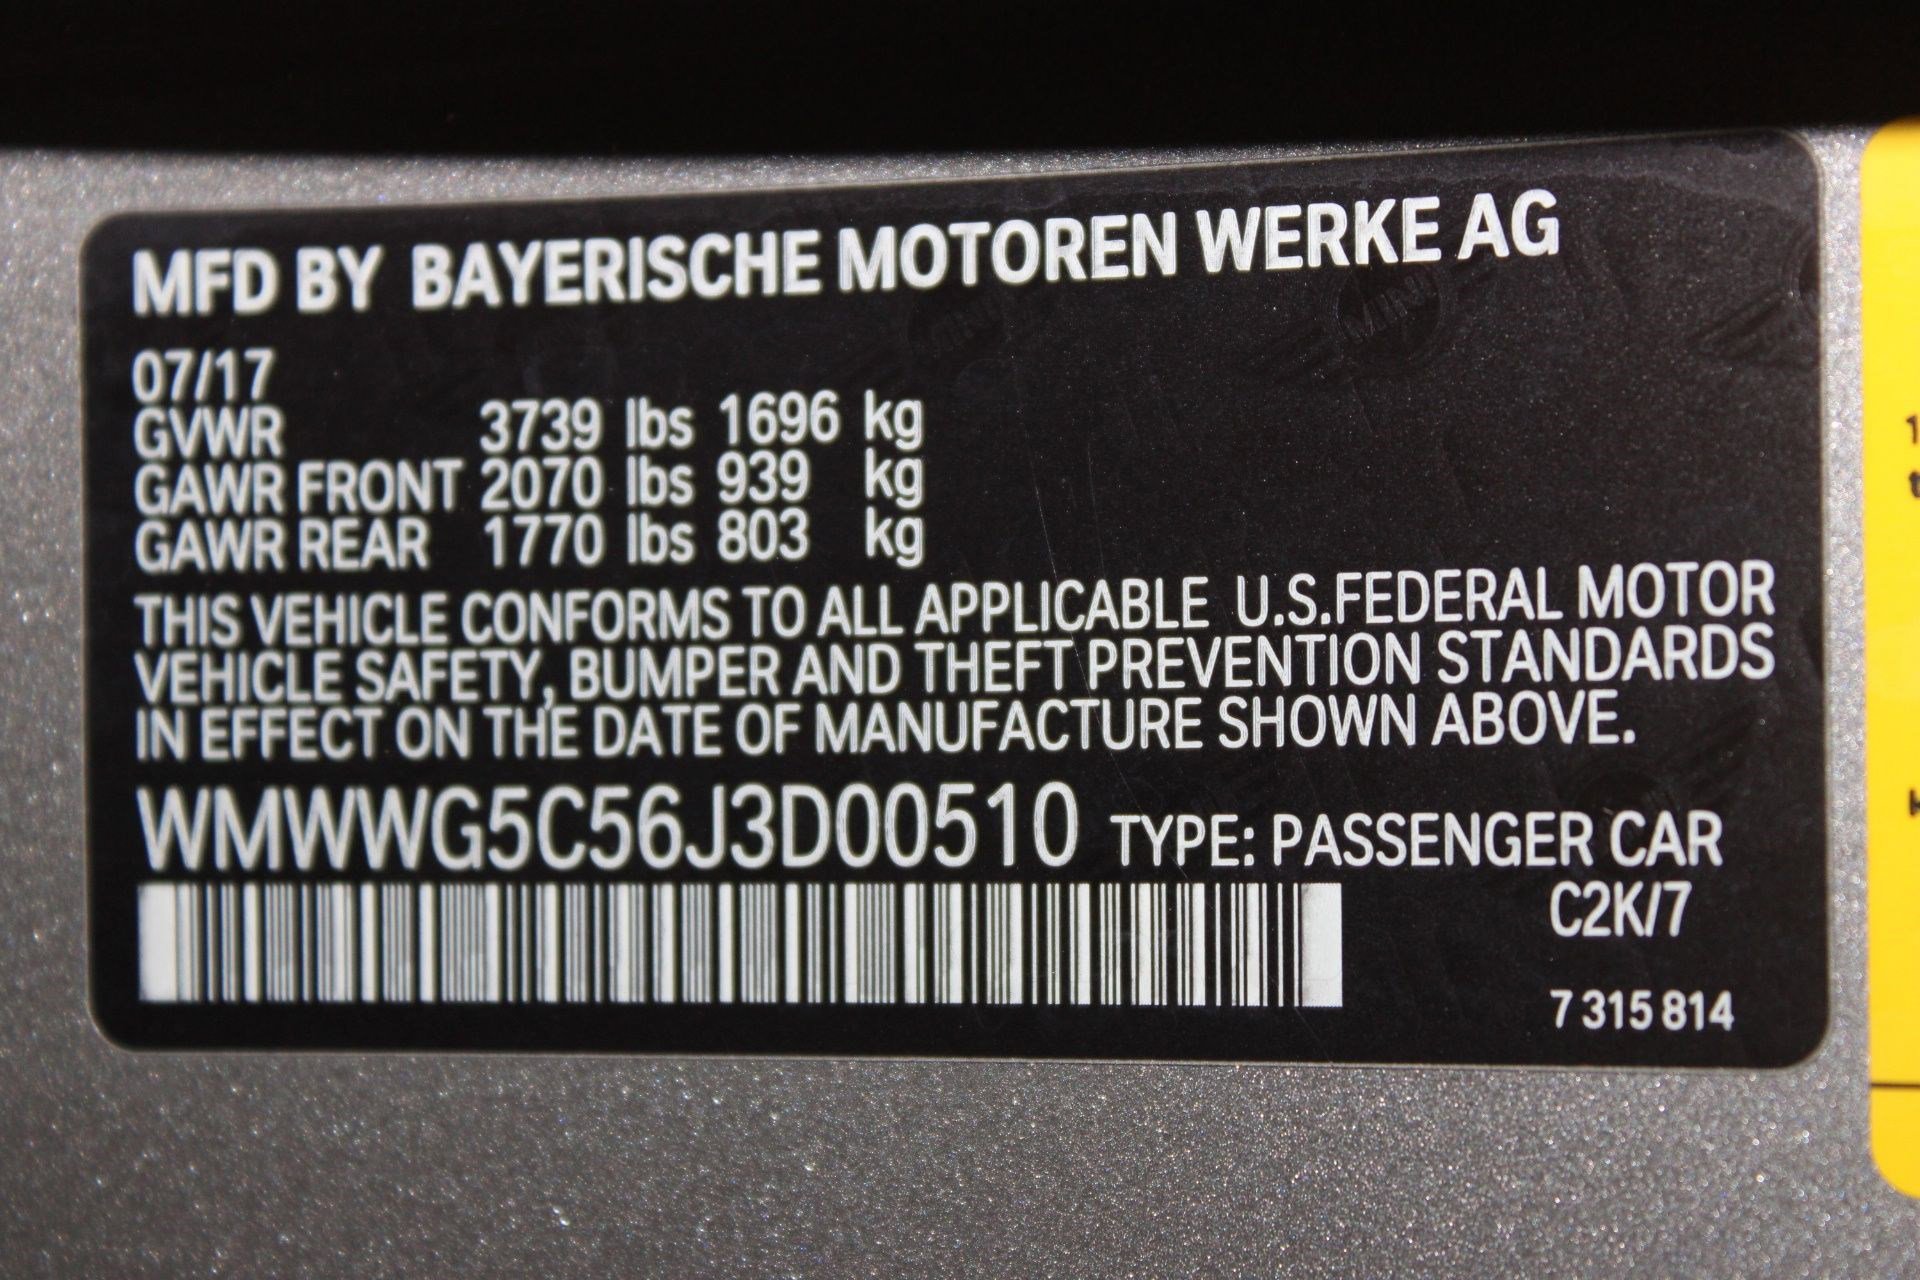 MFD BY BAYERISCHE MOTOREN WERKE AG
07/17
GVWR 3739 lbs 1696 kg
GAWR FRONT 2070 lbs 939 kg
GAWR REAR 1770 lbs 803 kg
THIS VEHICLE CONFORMS TO ALL APPLICABLE U.S.FEDERAL MOTOR
VEHICLE SAFETY, BUMPER AND THEFT PREVENTION STANDARDS
IN EFFECT ON THE DATE OF MANUFACTURE SHOWN ABOVE.
WMWWG5C56J3D00510 TYPE: PASSENGER CAR
C2K/7
7 315 814